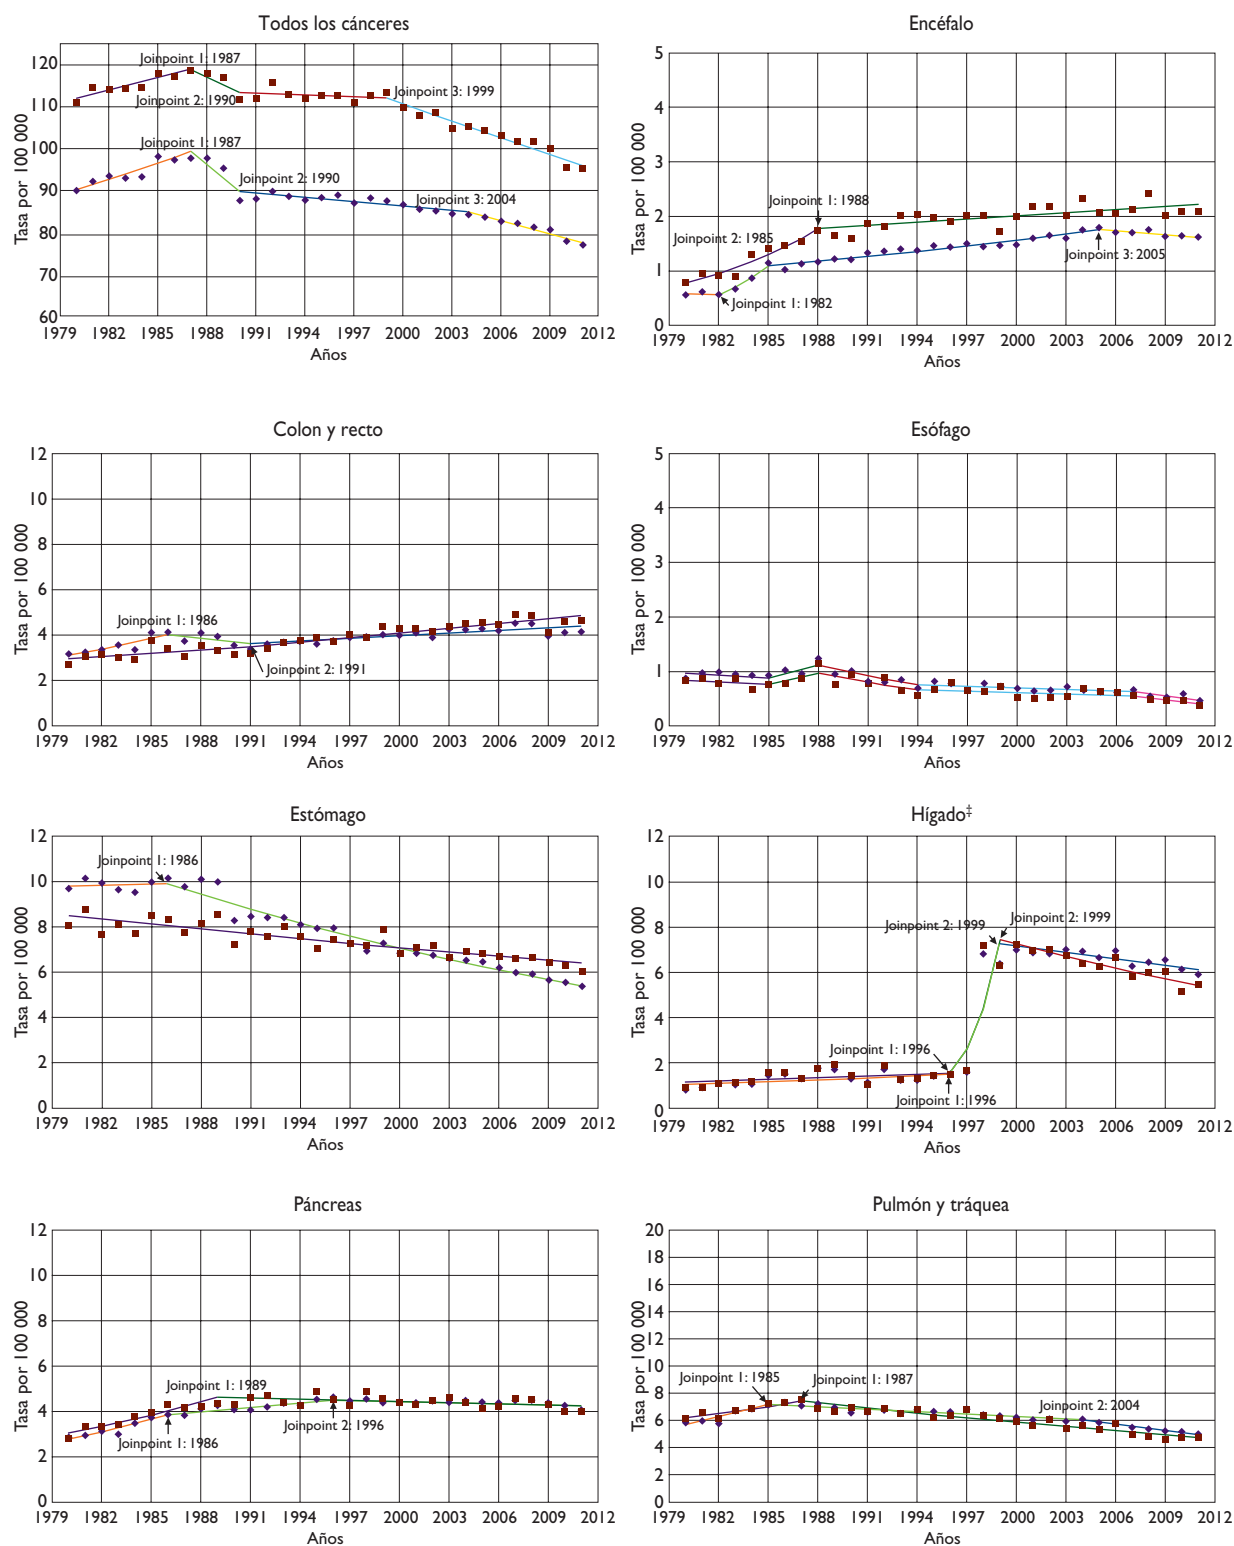 Todos los cánceres
Tasa por 100 000
120
110
100
90
80
70
60
Joinpoint 1: 1987
Joinpoint 2: 1990
Joinpoint 3: 1999
Joinpoint 1: 1987
Joinpoint 2: 1990
Joinpoint 3: 2004
1979 1982 1985 1988 1991 1994 1997 2000 2003 2006 2009 2012
Años
Encéfalo
Tasa por 100 000
5
4
3
2
1
0
Joinpoint 1: 1988
Joinpoint 2: 1985
Joinpoint 3: 2005
Joinpoint 1: 1982
1979 1982 1985 1988 1991 1994 1997 2000 2003 2006 2009 2012
Años
Colon y recto
Tasa por 100 000
12
10
8
6
4
2
0
Joinpoint 1: 1986
Joinpoint 2: 1991
1979 1982 1985 1988 1991 1994 1997 2000 2003 2006 2009 2012
Años
Esófago
Tasa por 100 000
5
4
3
2
1
0
1979 1982 1985 1988 1991 1994 1997 2000 2003 2006 2009 2012
Años
Estómago
Tasa por 100 000
12
10
8
6
4
2
0
Joinpoint 1: 1986
1979 1982 1985 1988 1991 1994 1997 2000 2003 2006 2009 2012
Años
Hígado‡
Tasa por 100 000
12
10
8
6
4
2
0
Joinpoint 2: 1999
Joinpoint 2: 1999
Joinpoint 1: 1996
Joinpoint 1: 1996
1979 1982 1985 1988 1991 1994 1997 2000 2003 2006 2009 2012
Años
Páncreas
Tasa por 100 000
12
10
8
6
4
2
0
Joinpoint 1: 1989
Joinpoint 2: 1996
Joinpoint 1: 1986
1979 1982 1985 1988 1991 1994 1997 2000 2003 2006 2009 2012
Años
Pulmón y tráquea
Tasa por 100 000
20
18
16
14
12
10
8
6
4
2
0
Joinpoint 1: 1985
Joinpoint 1: 1987
Joinpoint 2: 2004
1979 1982 1985 1988 1991 1994 1997 2000 2003 2006 2009 2012
Años